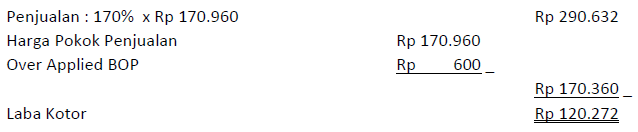 Penjualan : 170% x Rp 170.960 Rp 290.632
Harga Pokok Penjualan Rp 170.960
Over Applied BOP Rp 600 _
Rp 170.360 _
Laba Kotor Rp 120.272